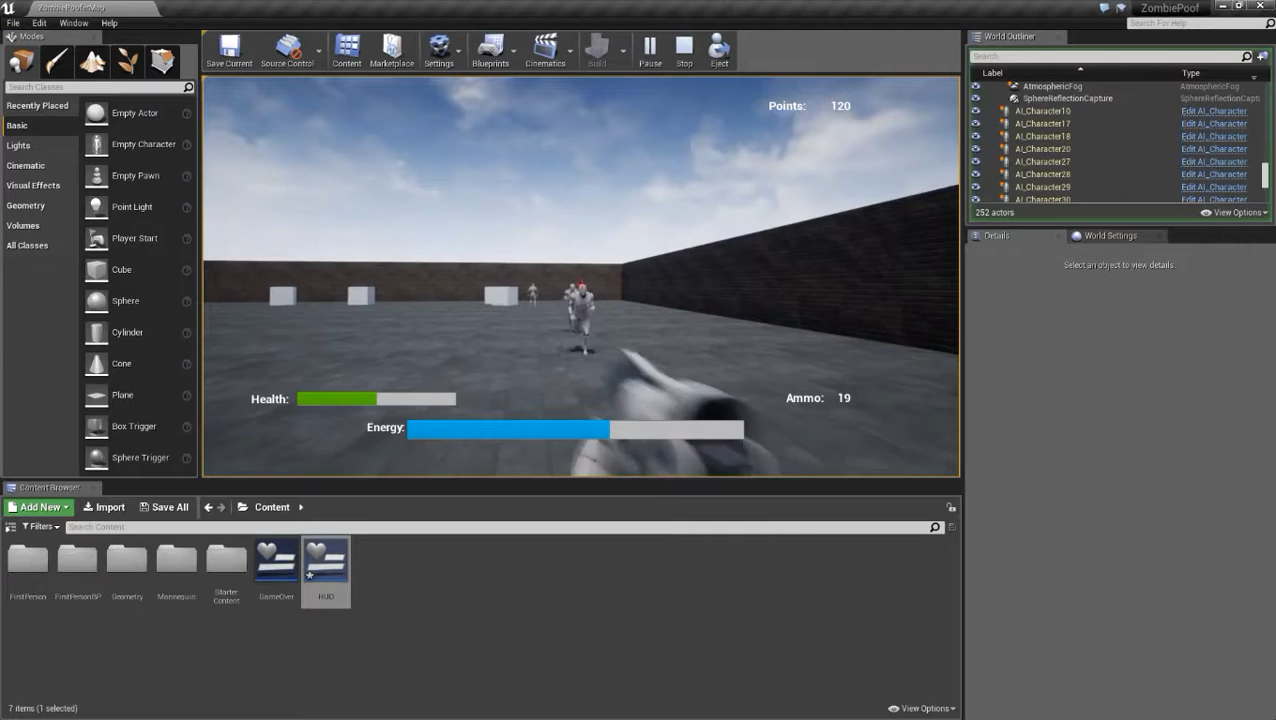 ZombiePooferMap
ZombiePoof
File Edit Window Help
Search For Help
Modes
Search Classes
Recently Placed
Basic
Lights
Cinematic
Visual Effects
Geometry
Volumes
All Classes
Empty Actor
Empty Character
Empty Pawn
Point Light
Player Start
Cube
Sphere
Cylinder
Cone
Plane
Box Trigger
Sphere Trigger
Save Current Source Control Content Marketplace Settings Blueprints Cinematics Build Pause Stop Eject
Points: 120
Health:
Energy:
Ammo: 19
World Outliner
Search
Label Type
AtmosphericFog AtmosphericFog
SphereReflectionCapture SphereReflectionCapti
AI_Character10 Edit AI_Character
AI_Character17 Edit AI_Character
AI_Character18 Edit AI_Character
AI_Character20 Edit AI_Character
AI_Character27 Edit AI_Character
AI_Character28 Edit AI_Character
AI_Character29 Edit AI_Character
AI_Character30 Edit AI_Character
252 actors View Options
Details World Settings
Select an object to view details.
Content Browser
Add New Import Save All Content
Filters Search Content
FirstPerson FirstPersonBP Geometry Mannequin Starter Content GameOver HUD
7 items (1 selected) View Options